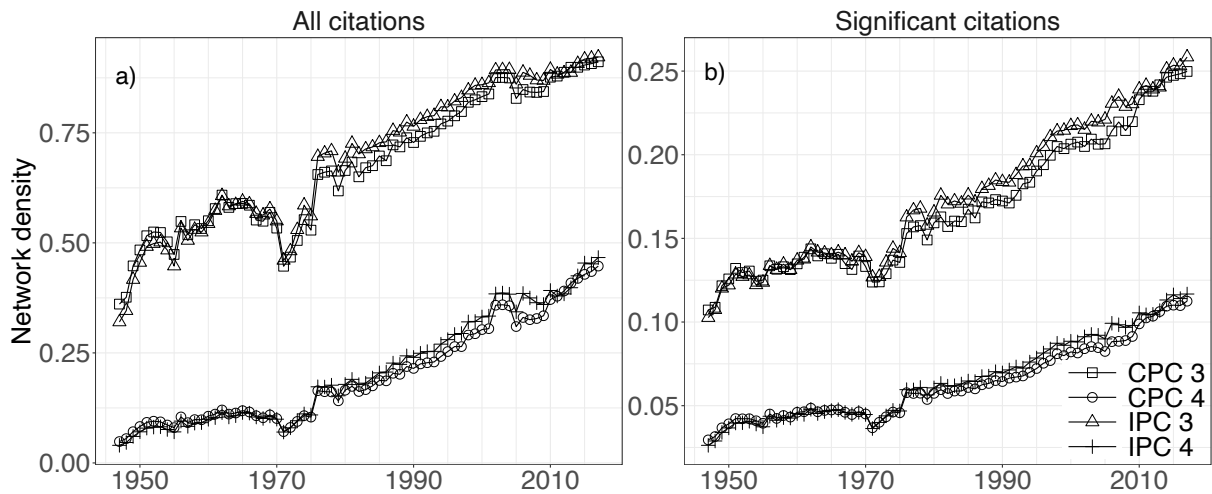 All citations
Significant citations
a)
b)
Network density
0.75
0.50
0.25
0.00
0.25
0.20
0.15
0.10
0.05
CPC 3
CPC 4
IPC 3
IPC 4
1950 1970 1990 2010
1950 1970 1990 2010